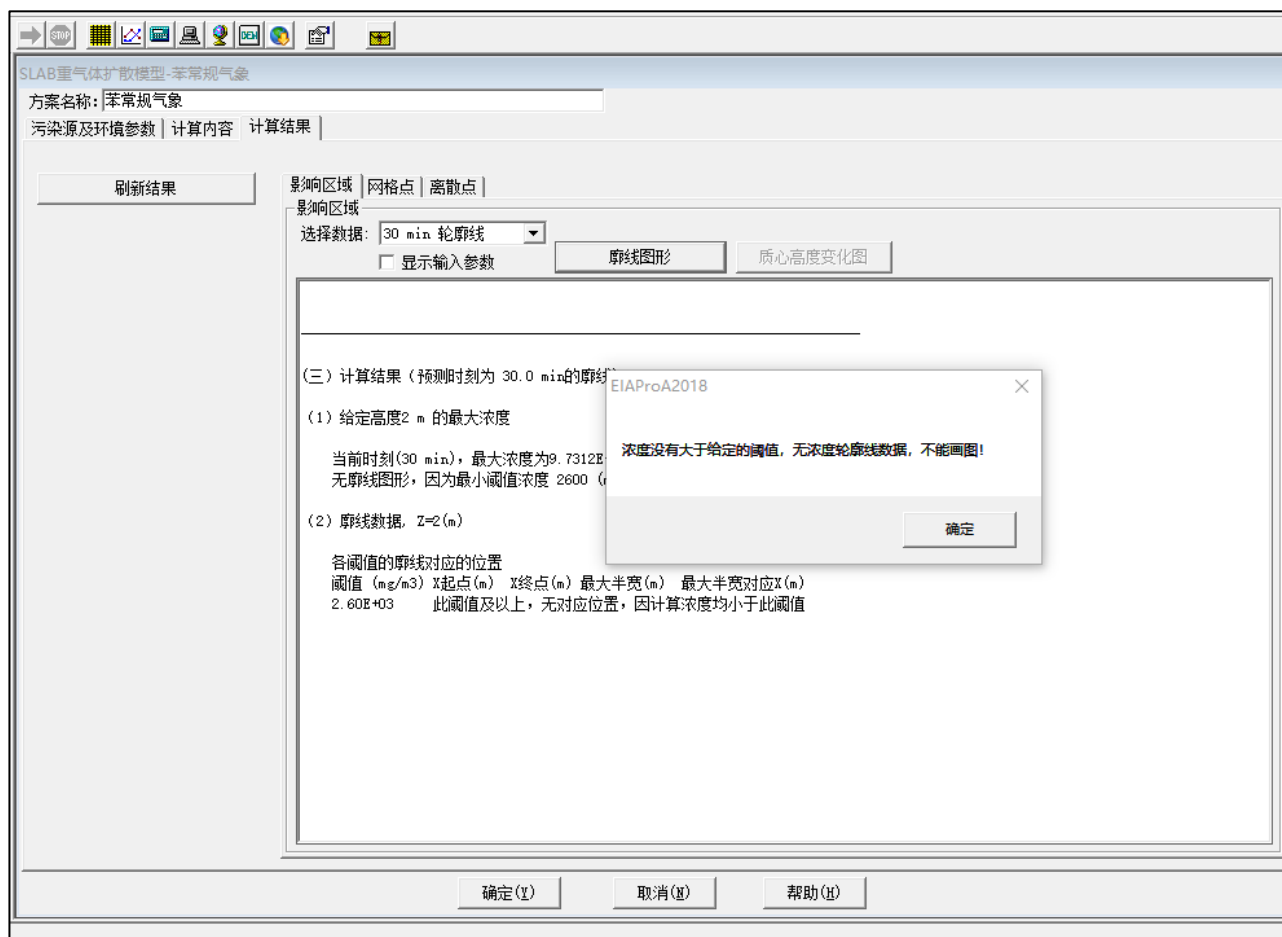 STOP
DEM
SLAB重气体扩散模型-苯常规气象
方案名称: 苯常规气象
污染源及环境参数 计算内容 计算结果
刷新结果
影响区域 网格点 离散点
影响区域
选择数据: 30 min 轮廓线
显示输入参数 廓线图形 质心高度变化图
(三) 计算结果 (预测时刻为 30.0 min的廓线
(1) 给定高度2 m 的最大浓度
当前时刻(30 min), 最大浓度为9.7312E
无廓线图形, 因为最小阈值浓度 2600
(2) 廓线数据, Z=2(m)
各阈值的廓线对应的位置
阈值 (mg/m3) X起点(m) X终点(m) 最大半宽(m) 最大半宽对应X(m)
2.60E+03 此阈值及以上, 无对应位置, 因计算浓度均小于此阈值
EIAProA2018
浓度没有大于给定的阈值, 无浓度轮廓线数据, 不能画图!
确定
确定(Y) 取消(N) 帮助(H)